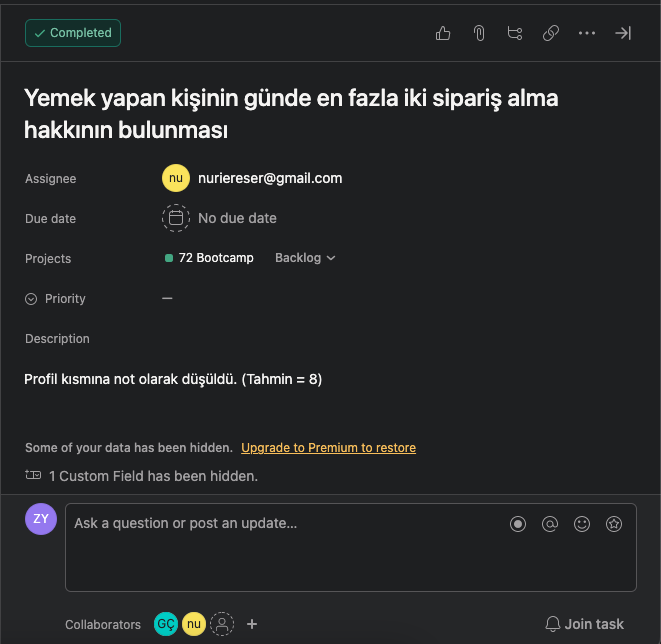 Completed
Yemek yapan kişinin günde en fazla iki sipariş alma
hakkının bulunması
Assignee nu nuriereser@gmail.com
Due date No due date
Projects 72 Bootcamp Backlog
Priority —
Description
Profil kısmına not olarak düşüldü. (Tahmin = 8)
Some of your data has been hidden. Upgrade to Premium to restore
1 Custom Field has been hidden.
ZY Ask a question or post an update...
Collaborators GÇ nu + Join task